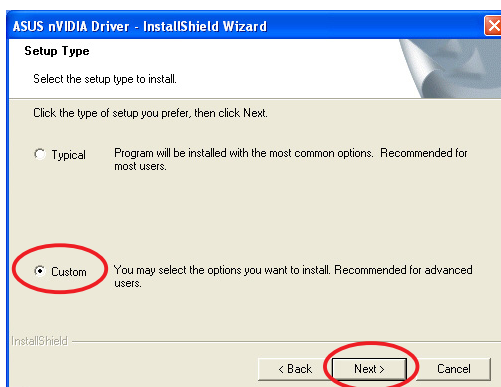 ASUS nVIDIA Driver - InstallShield Wizard
Setup Type
Select the setup type to install.
Click the type of setup you prefer, then click Next.
Typical Program will be installed with the most common options. Recommended for
most users.
Custom You may select the options you want to install. Recommended for advanced
users.
InstallShield
< Back Next > Cancel